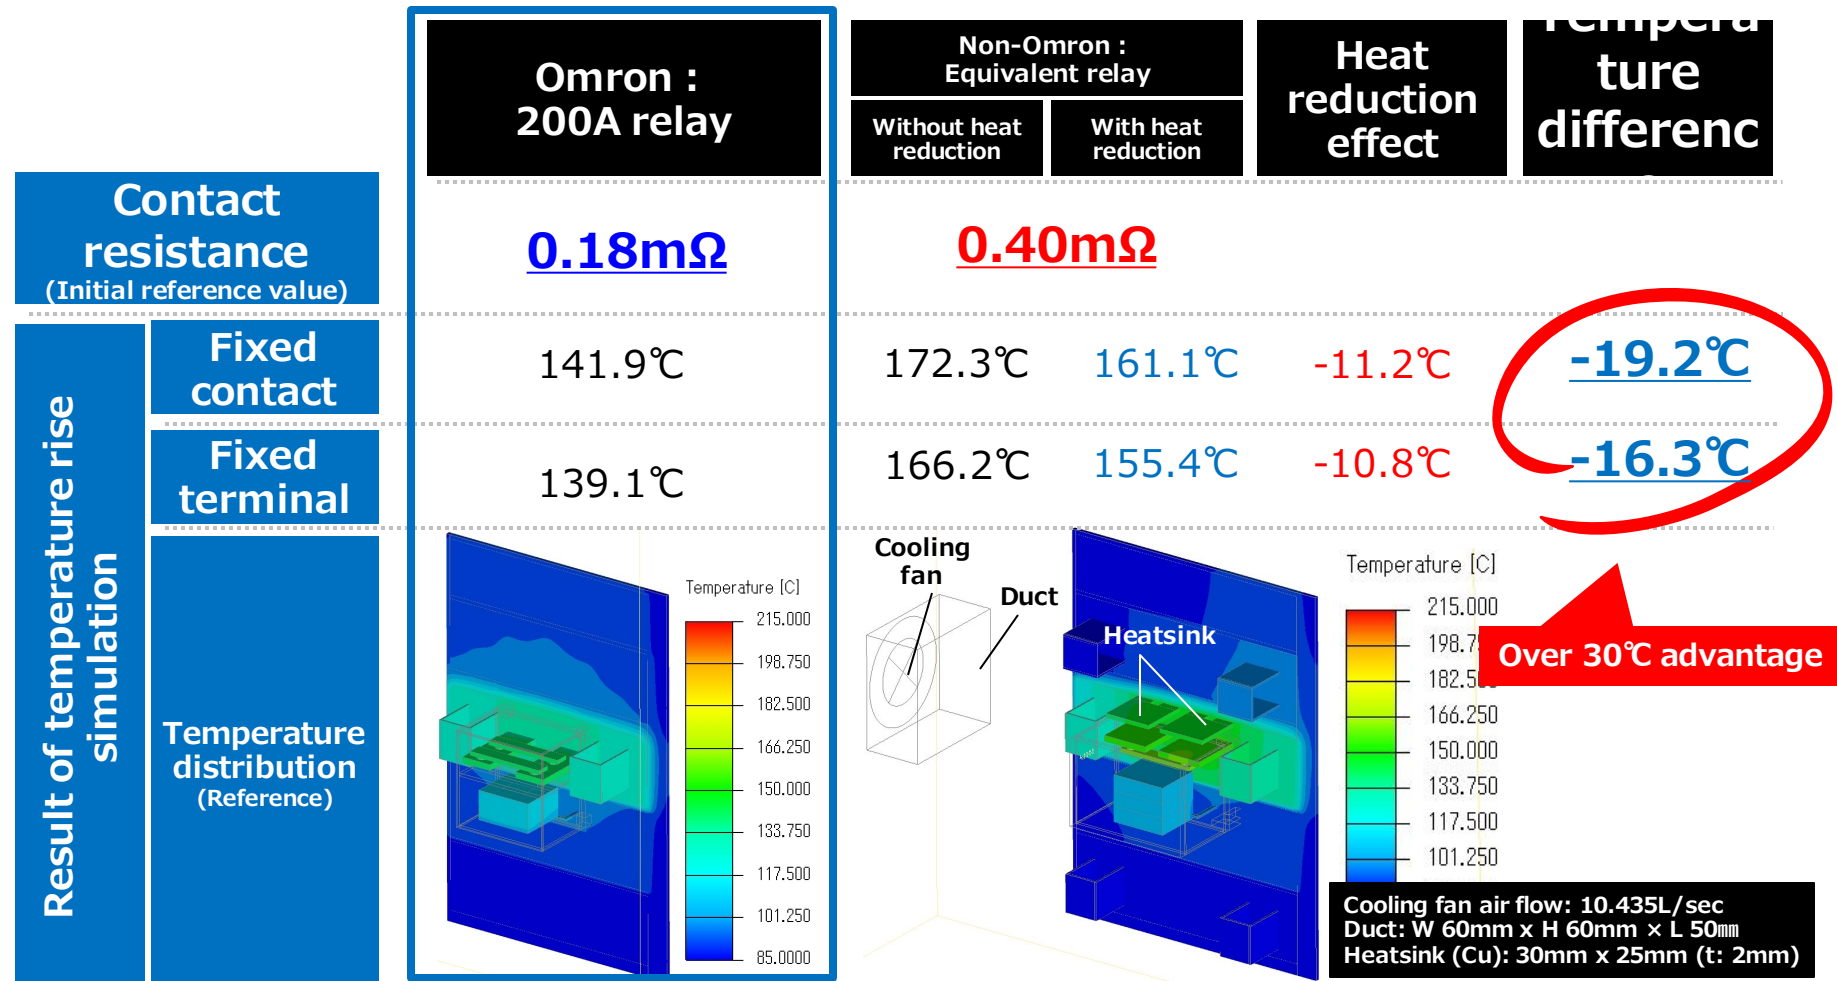 Omron :
200A relay
Non-Omron :
Equivalent relay
Without heat
reduction
With heat
reduction
Heat
reduction
effect
Tempera
ture
differenc
Contact
resistance
(Initial reference value)
0.18mΩ
0.40mΩ
Result of temperature rise
simulation
Fixed
contact
141.9℃
172.3℃
161.1℃
-11.2℃
-19.2℃
Fixed
terminal
139.1℃
166.2℃
155.4℃
-10.8℃
-16.3℃
Temperature
distribution
(Reference)
Temperature [C]
215.000
198.750
182.500
166.250
150.000
133.750
117.500
101.250
85.0000
Cooling
fan
Duct
Heatsink
Temperature [C]
215.000
198.7
182.5
166.250
150.000
133.750
117.500
101.250
Over 30℃ advantage
Cooling fan air flow: 10.435L/sec
Duct: W 60mm x H 60mm × L 50㎜
Heatsink (Cu): 30mm x 25mm (t: 2mm)